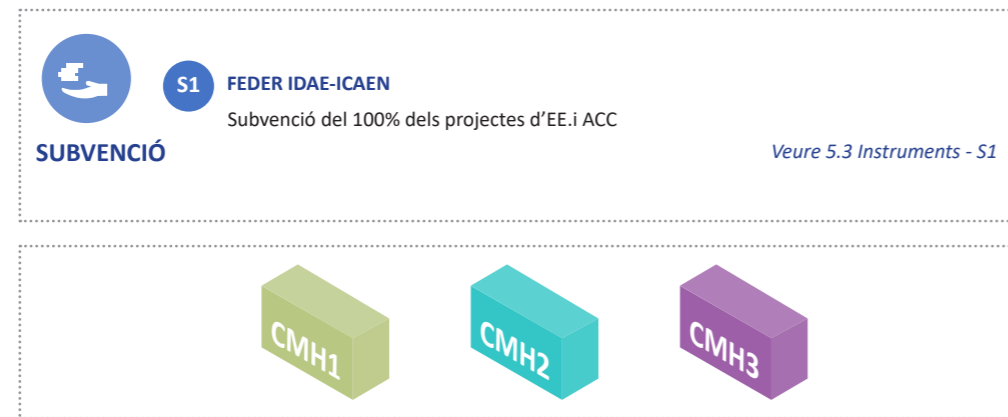 S1 FEDER IDAE-ICAEN
Subvenció del 100% dels projectes d'EE.i ACC
SUBVENCIÓ
Veure 5.3 Instruments - S1
CMH1 CMH2 CMH3